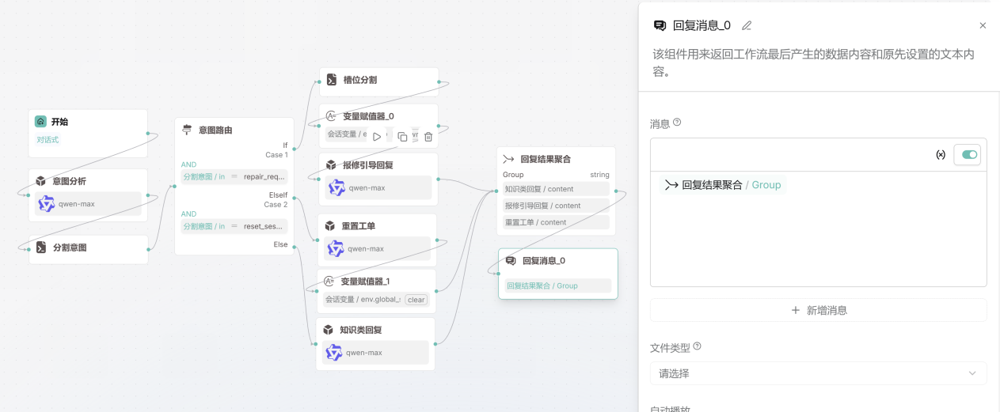 开始
对话式
意图分析
qwen-max
分割意图
意图路由
If
Case 1
AND
分割意图 / in = repair_req...
ElseIf
Case 2
AND
分割意图 / in = reset_ses...
Else
槽位分割
变量赋值器_0
会话变量 /
报修引导回复
qwen-max
重置工单
qwen-max
变量赋值器_1
会话变量 / env.global_ clear
知识类回复
qwen-max
回复结果聚合
Group string
知识类回复 / content
报修引导回复 / content
重置工单 / content
回复消息_0
回复结果聚合 / Group
回复消息_0
该组件用来返回工作流最后产生的数据内容和原先设置的文本内
容。
消息
(x)
回复结果聚合 / Group
+ 新增消息
文件类型
请选择
自动播放